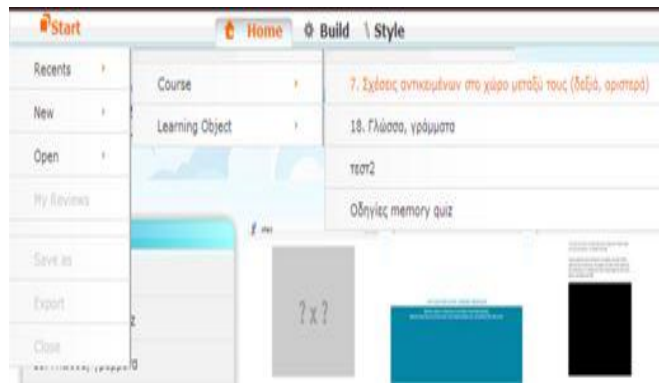 Start
Home Build Style
Recents
New
Open
My Reviews
Save as
Export
Close
Course
Learning Object
7. Σχέσεις αντικειμένων στο χώρο μεταξύ τους (δεξιά, αριστερά)
18. Γλώσσα, γράμματα
τεστ2
Οδηγίες memory quiz
? x ?